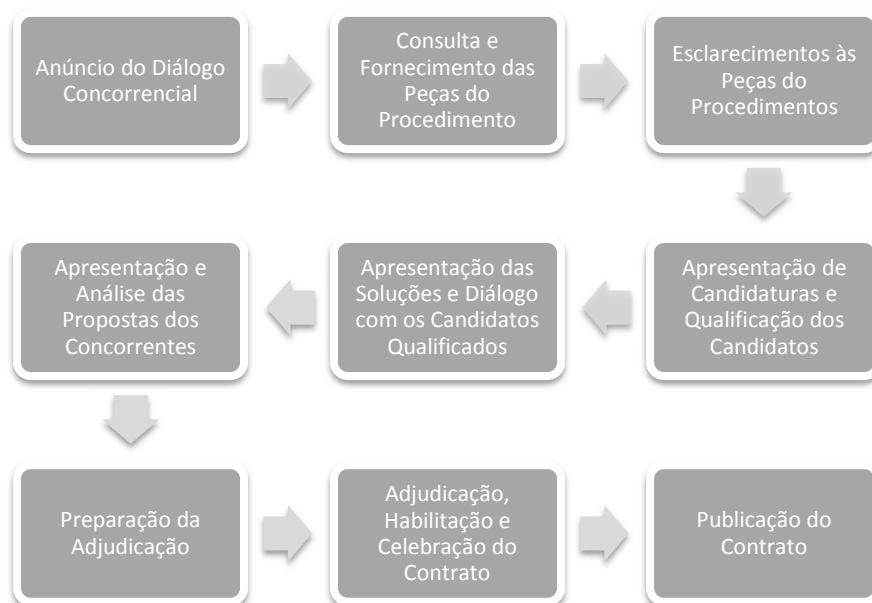 Anúncio do Diálogo
Concorrencial
Consulta e
Fornecimento das
Peças do
Procedimento
Esclarecimentos às
Peças do
Procedimentos
Apresentação de
Candidaturas e
Qualificação dos
Candidatos
Apresentação das
Soluções e Diálogo
com os Candidatos
Qualificados
Apresentação e
Análise das
Propostas dos
Concorrentes
Preparação da
Adjudicação
Adjudicação,
Habilitação e
Celebração do
Contrato
Publicação do
Contrato